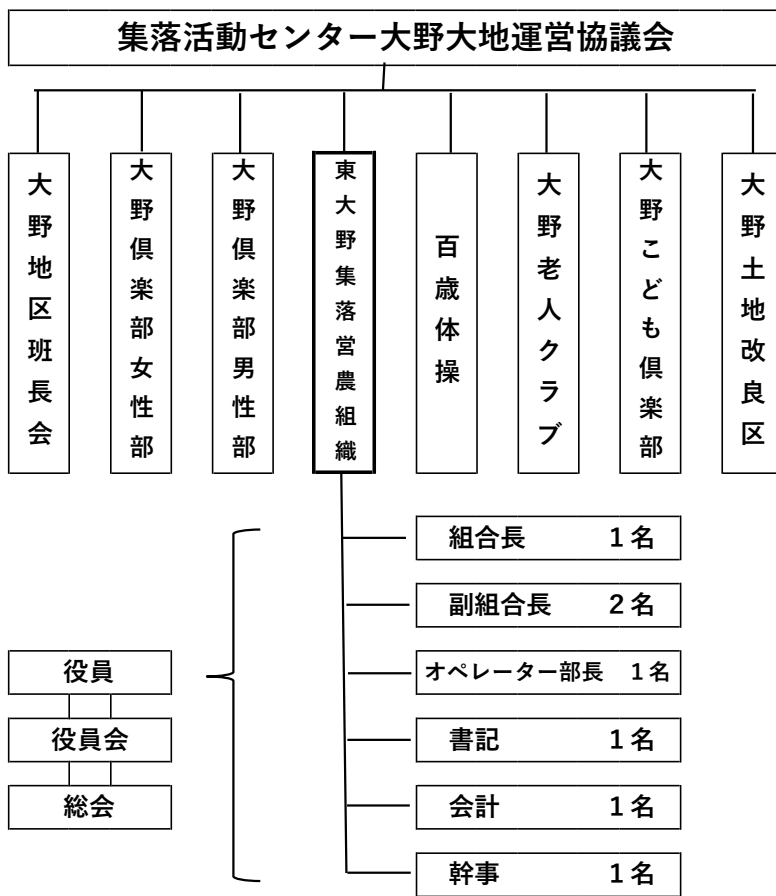 集落活動センター大野大地運営協議会
大野地区班長会
大野倶楽部女性部
大野倶楽部男性部
東大野集落営農組織
百歳体操
大野老人クラブ
大野こども倶楽部
大野土地改良区
組合長 1名
副組合長 2名
オペレーター部長 1名
書記 1名
会計 1名
幹事 1名
役員
役員会
総会